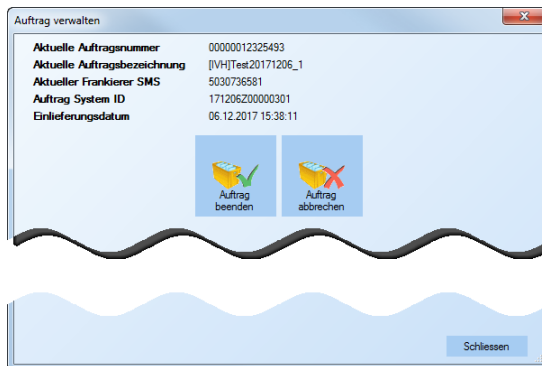 Auftrag verwalten
Aktuelle Auftragsnummer 00000012325493
Aktuelle Auftragsbezeichnung [IVH]Test20171206_1
Aktueller Frankierer SMS 5030736581
Auftrag System ID 171206Z00000301
Einlieferungsdatum 06.12.2017 15:38:11
Auftrag beenden
Auftrag abbrechen
Schliessen